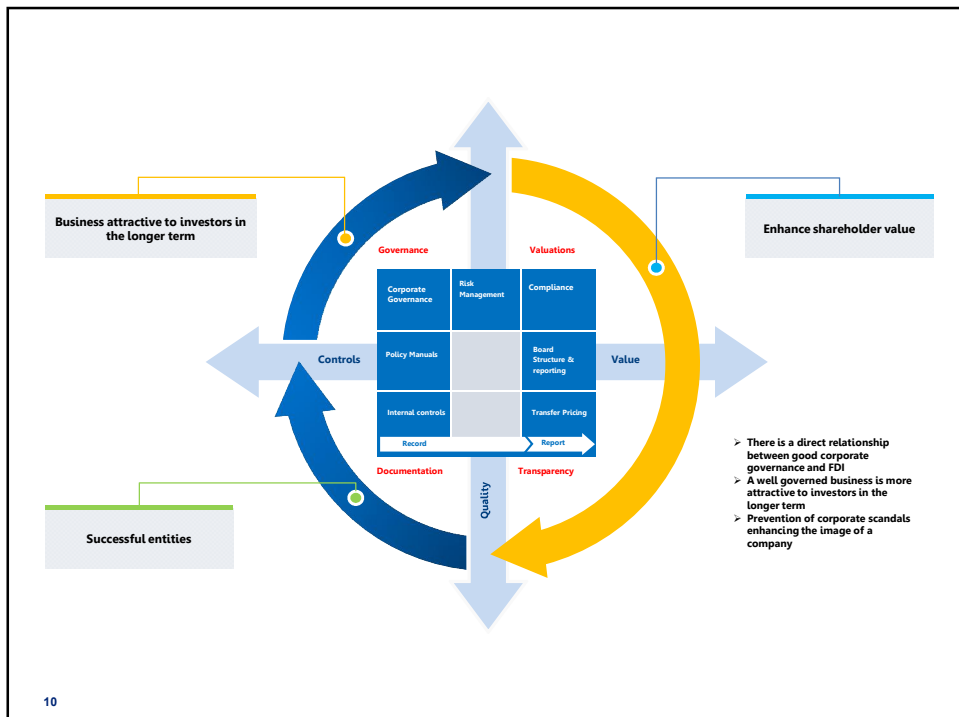 Business attractive to investors in
the longer term
Enhance shareholder value
Governance
Valuations
Corporate
Governance
Risk
Management
Compliance
Controls
Policy Manuals
Board
Structure &
reporting
Value
Internal controls
Transfer Pricing
Record
Report
Documentation
Transparency
Quality
Successful entities
➢ There is a direct relationship
between good corporate
governance and FDI
➢ A well governed business is more
attractive to investors in the
longer term
➢ Prevention of corporate scandals
enhancing the image of a
company
10